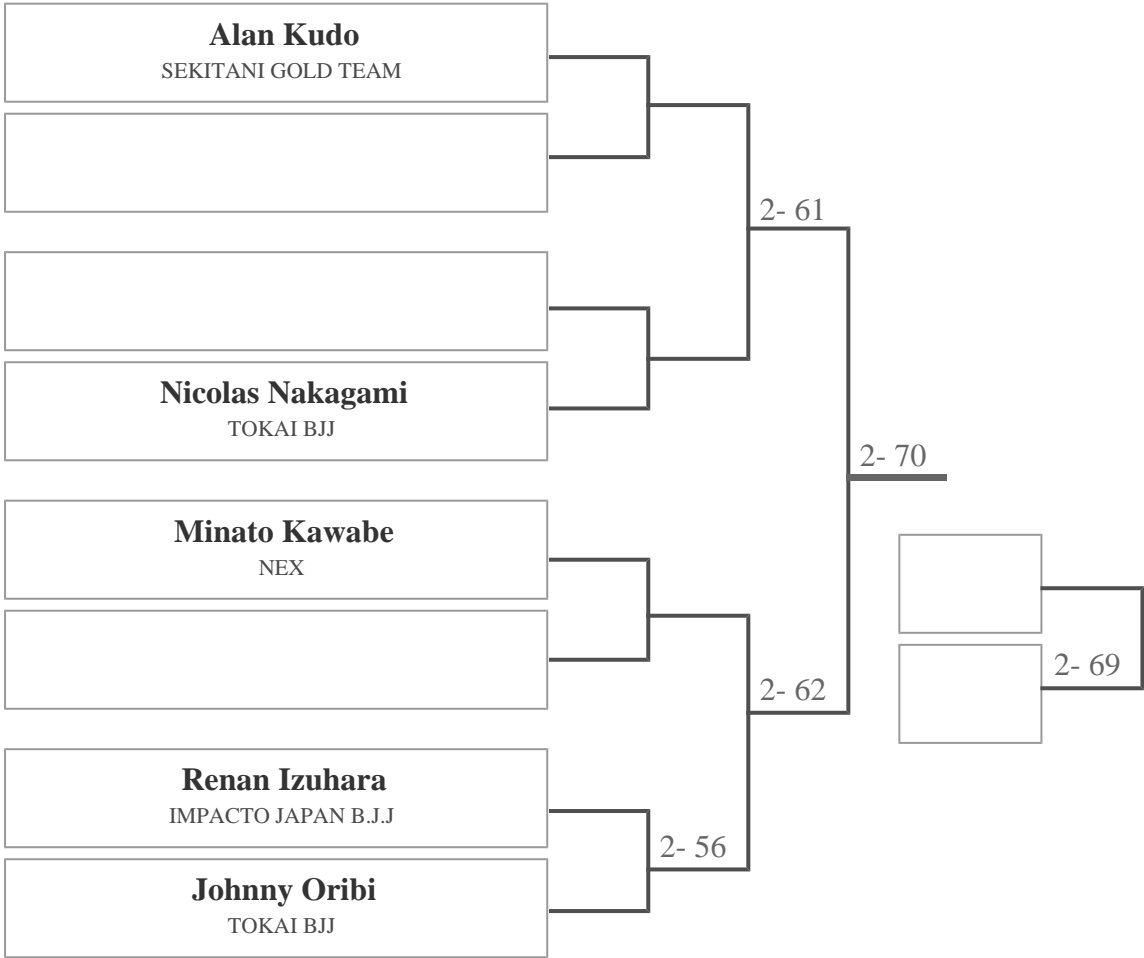 Alan Kudo
SEKITANI GOLD TEAM
2- 61
Nicolas Nakagami
TOKAI BJJ
2- 70
Minato Kawabe
NEX
2- 69
2- 62
Renan Izuhara
IMPACTO JAPAN B.J.J
2- 56
Johnny Oribi
TOKAI BJJ